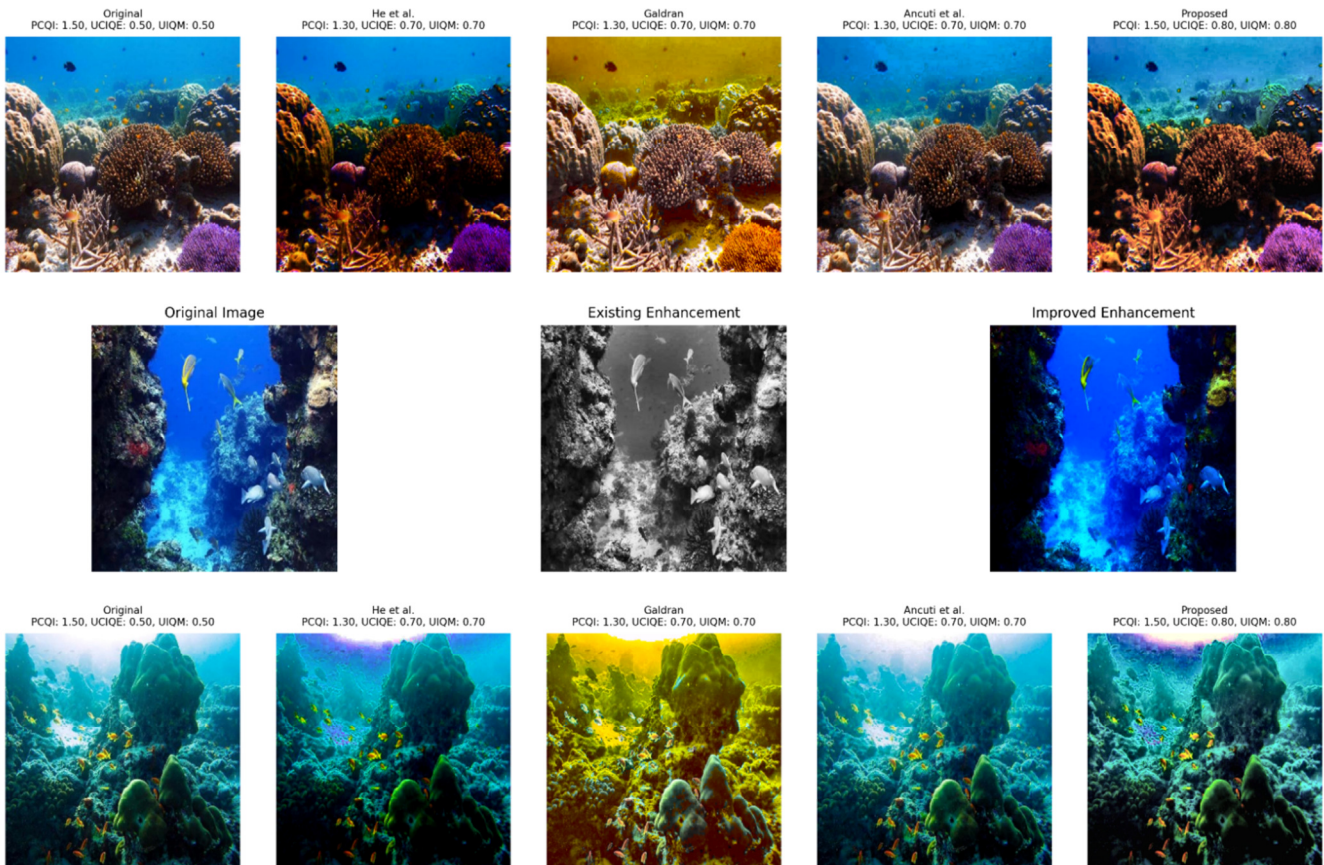 Original
PCQI: 1.50, UCIQE: 0.50, UIQM: 0.50
He et al.
PCQI: 1.30, UCIQE: 0.70, UIQM: 0.70
Galdran
PCQI: 1.30, UCIQE: 0.70, UIQM: 0.70
Ancuti et al.
PCQI: 1.30, UCIQE: 0.70, UIQM: 0.70
Proposed
PCQI: 1.50, UCIQE: 0.80, UIQM: 0.80
Original Image
Existing Enhancement
Improved Enhancement
Original
PCQI: 1.50, UCIQE: 0.50, UIQM: 0.50
He et al.
PCQI: 1.30, UCIQE: 0.70, UIQM: 0.70
Galdran
PCQI: 1.30, UCIQE: 0.70, UIQM: 0.70
Ancuti et al.
PCQI: 1.30, UCIQE: 0.70, UIQM: 0.70
Proposed
PCQI: 1.50, UCIQE: 0.80, UIQM: 0.80